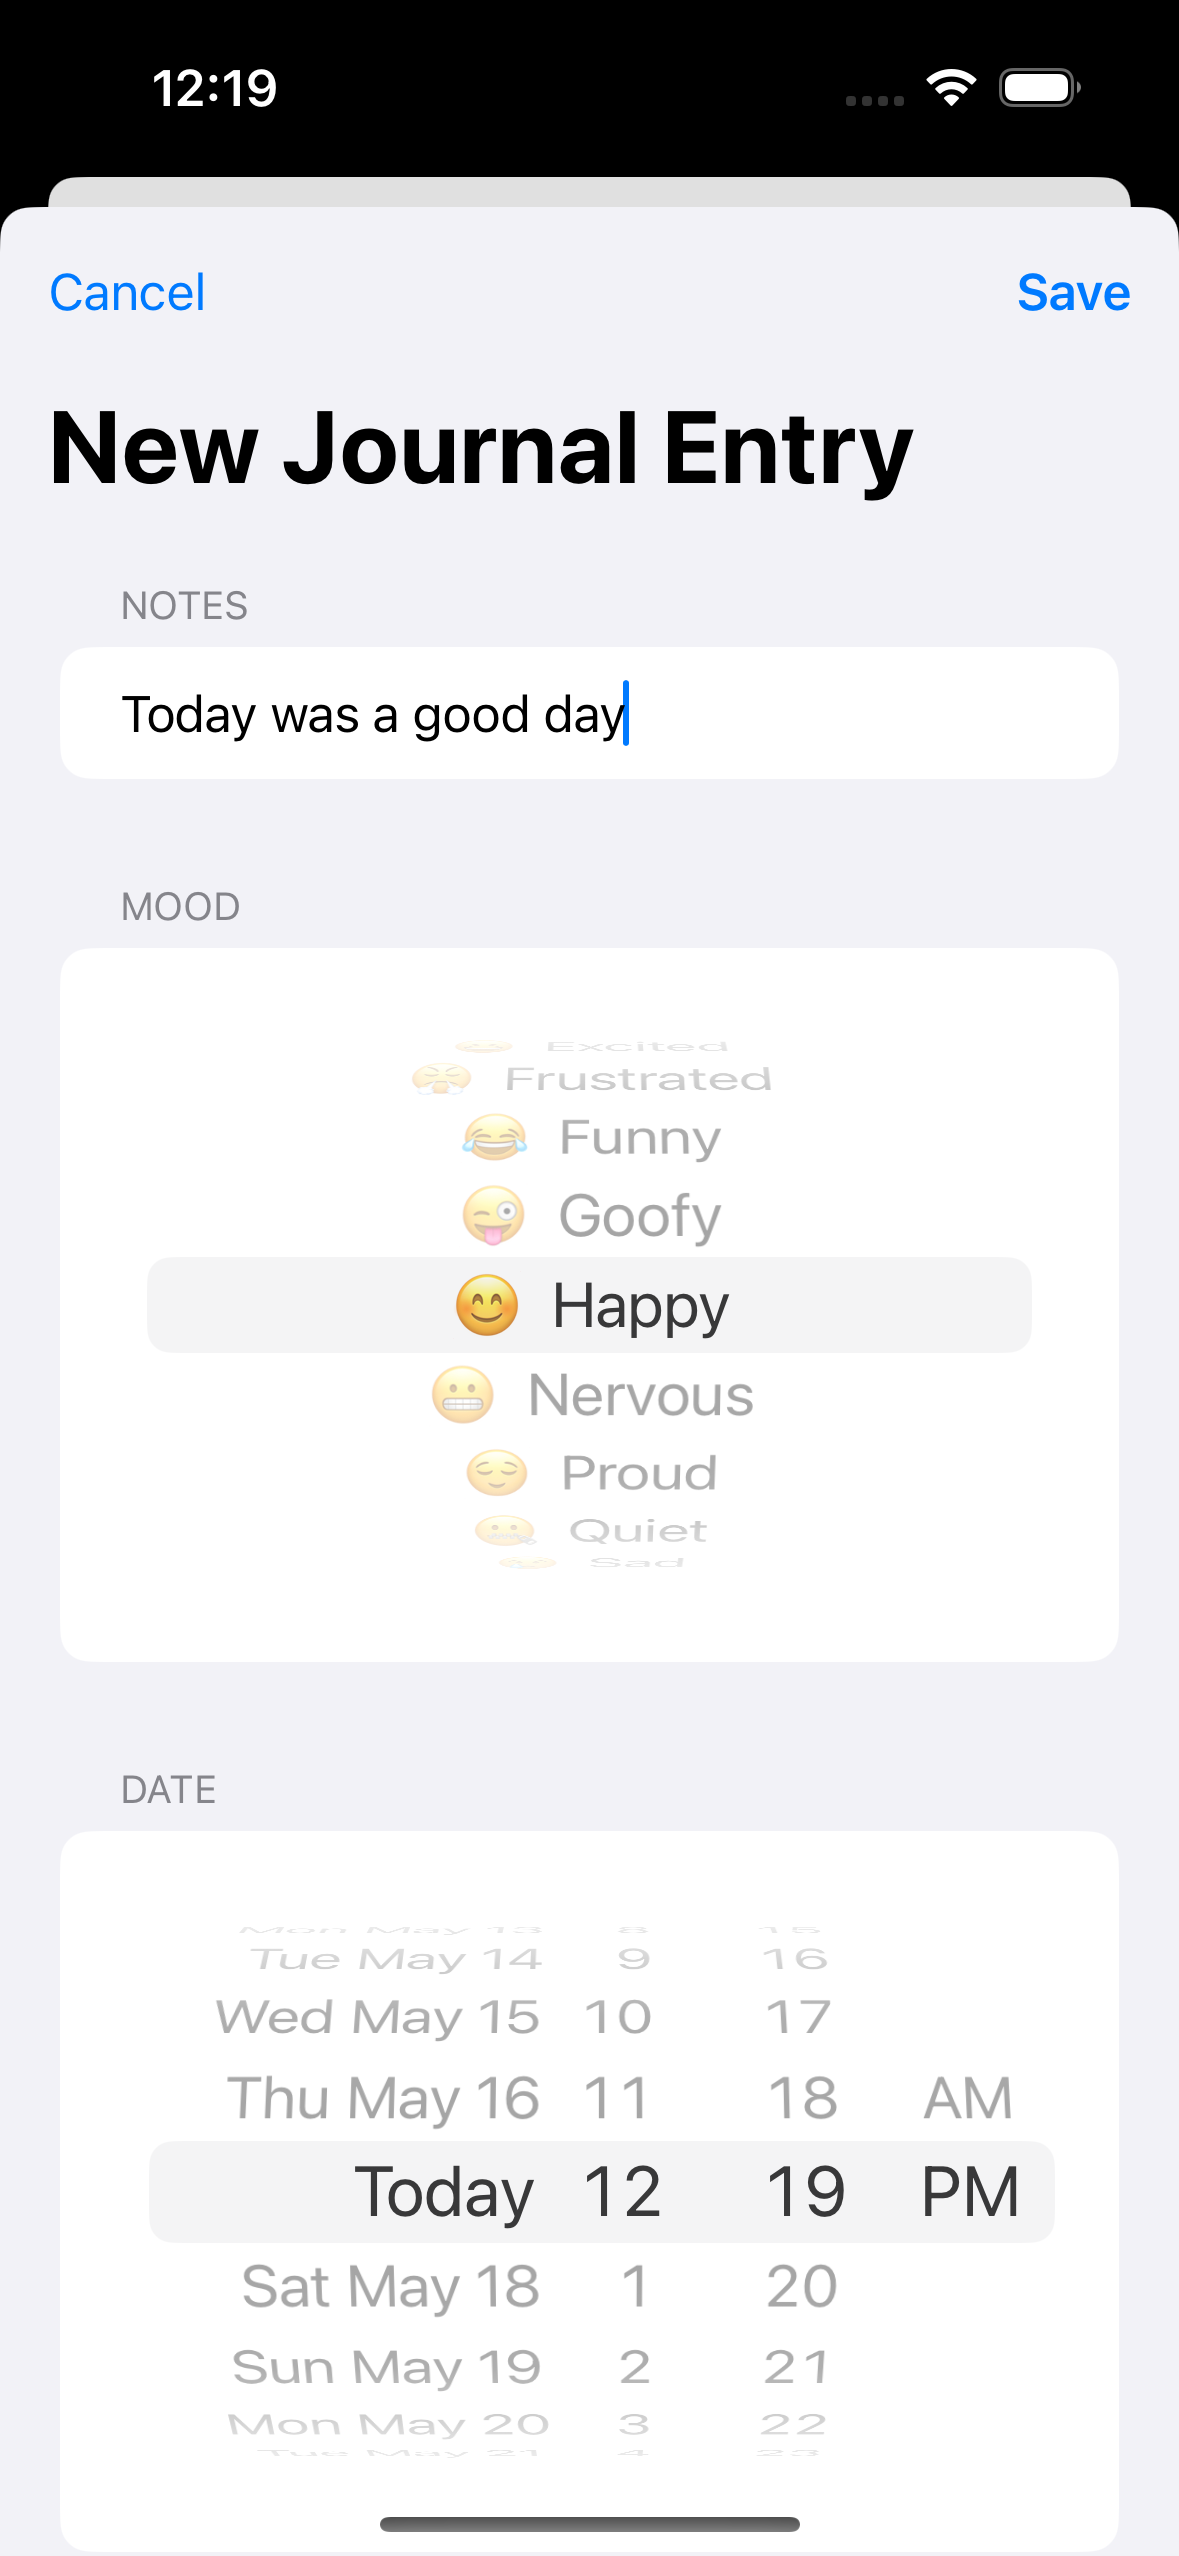 12:19
Cancel Save
New Journal Entry
NOTES
Today was a good day
MOOD
Excited
Frustrated
Funny
Goofy
Happy
Nervous
Proud
Quiet
Sad
DATE
Mon May 13 8 15
Tue May 14 9 16
Wed May 15 10 17
Thu May 16 11 18 AM
Today 12 19 PM
Sat May 18 1 20
Sun May 19 2 21
Mon May 20 3 22
Tue May 21 4 23